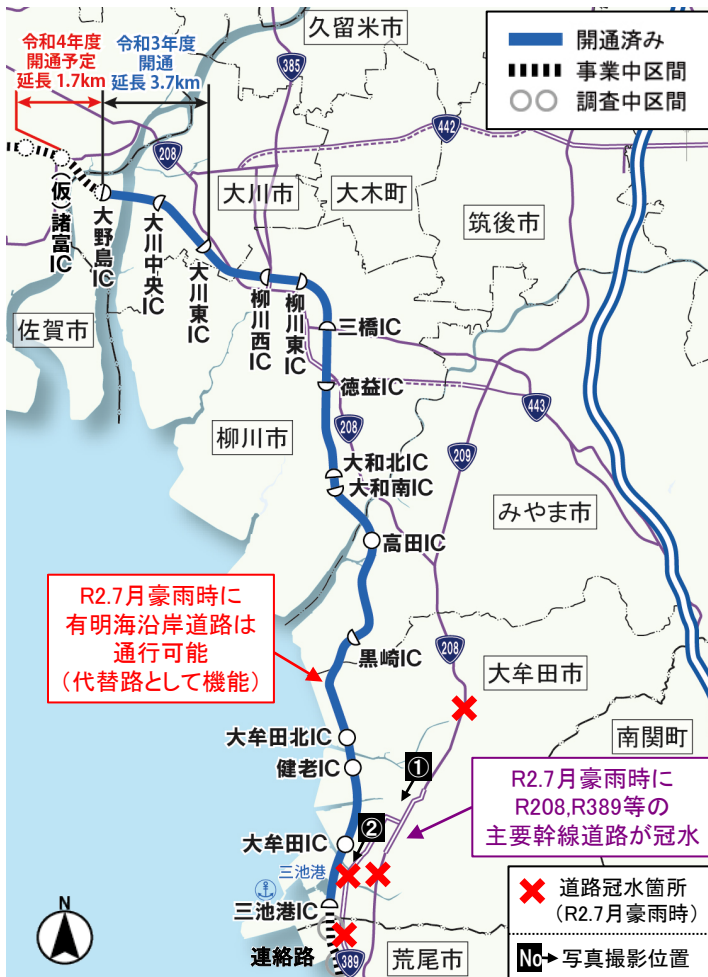 令和4年度
開通予定
延長 1.7km
令和3年度
開通
延長 3.7km
久留米市
開通済み
事業中区間
調査中区間
385
442
208
大川市
大木町
筑後市
(仮)諸富IC
大野島IC
大川中央IC
大川東IC
柳川西IC
柳川東IC
佐賀市
三橋IC
徳益IC
柳川市
443
208
209
大和北IC
大和南IC
みやま市
高田IC
R2.7月豪雨時に
有明海沿岸道路は
通行可能
(代替路として機能)
黒崎IC
208
大牟田市
南関町
大牟田北IC
健老IC
①
R2.7月豪雨時に
R208,R389等の
主要幹線道路が冠水
②
大牟田IC
三池港
三池港IC
道路冠水箇所
(R2.7月豪雨時)
N
連絡路
389
荒尾市
No 写真撮影位置